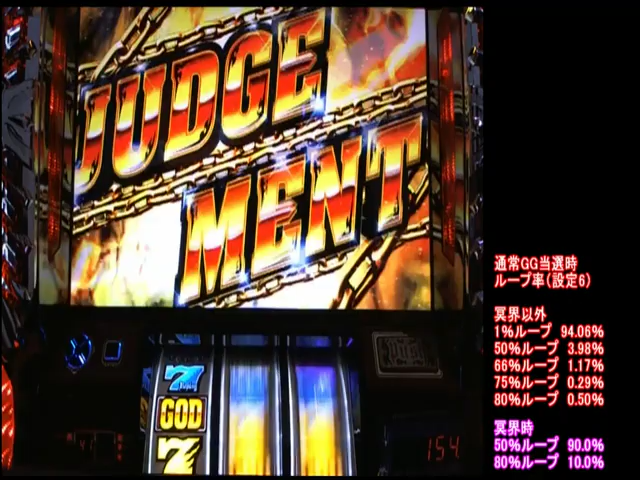 JUDGE
MENT
7
GOD
7
154
通常GG当選時
ループ率(設定6)
冥界以外
1%ループ 94.06%
50%ループ 3.98%
66%ループ 1.17%
75%ループ 0.29%
80%ループ 0.50%
冥界時
50%ループ 90.0%
80%ループ 10.0%